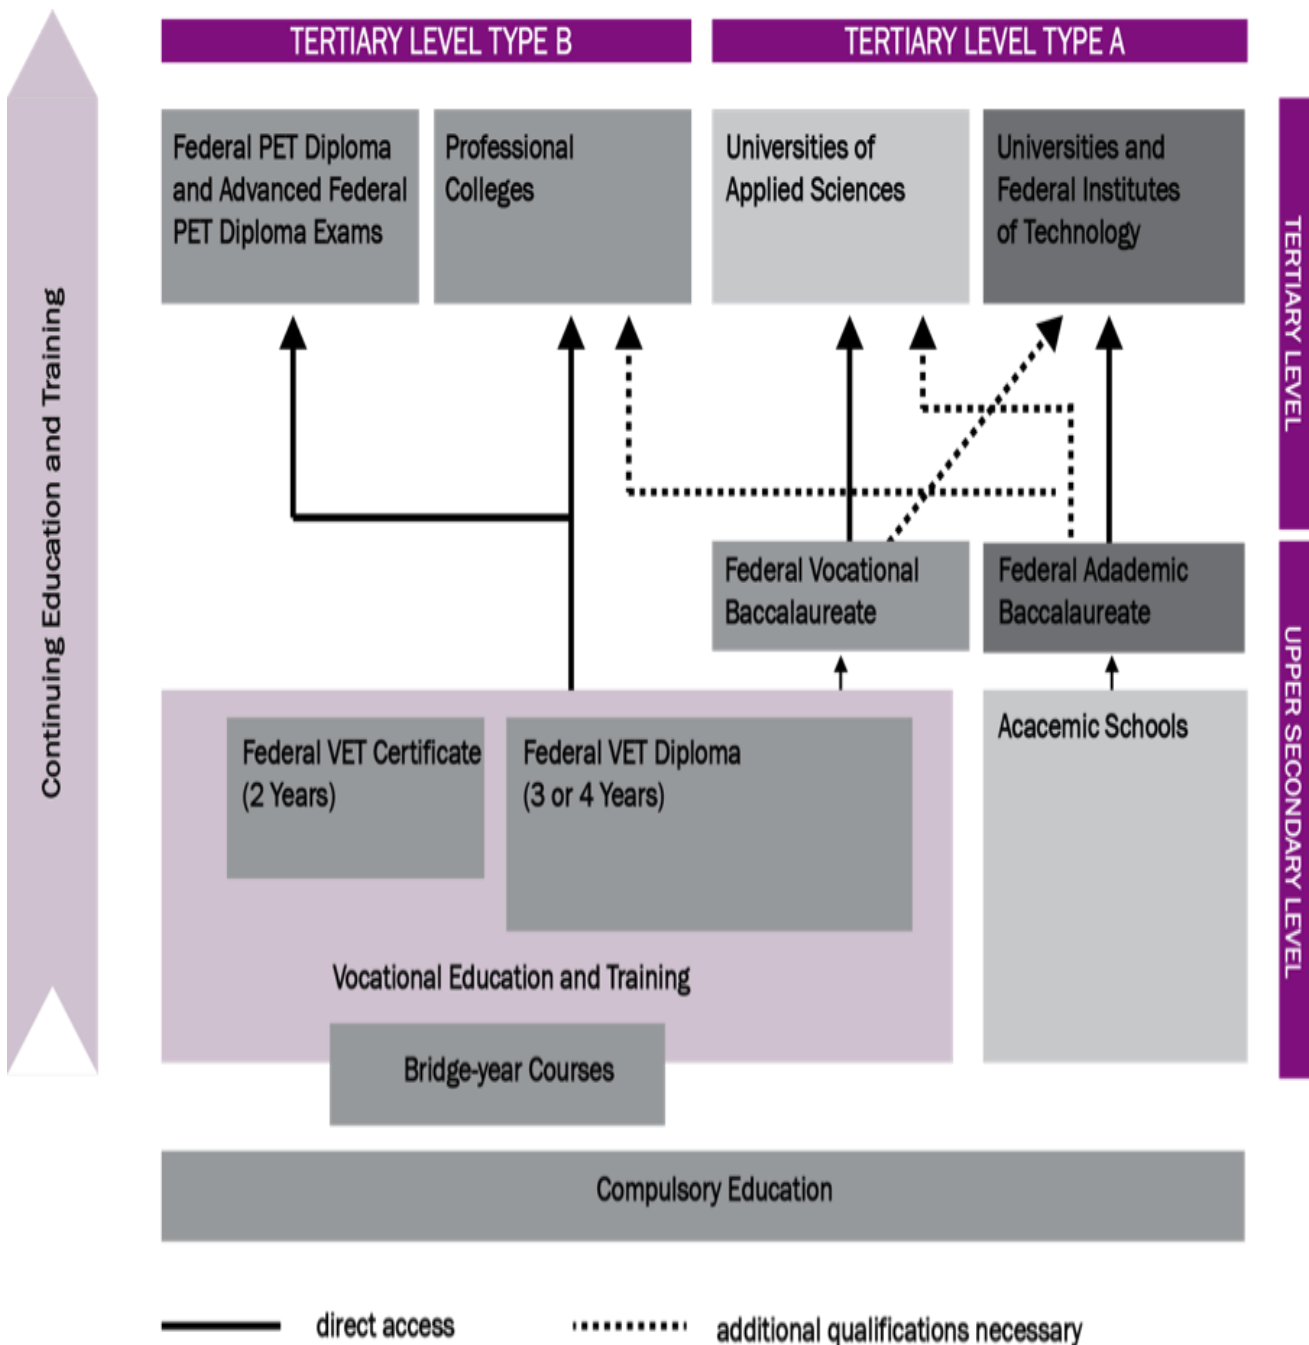 TERTIARY LEVEL TYPE B
TERTIARY LEVEL TYPE A
Federal PET Diploma
and Advanced Federal
PET Diploma Exams
Professional
Colleges
Universities of
Applied Sciences
Universities and
Federal Institutes
of Technology
TERTIARY LEVEL
Continuing Education and Training
Federal Vocational
Baccalaureate
Federal Adademic
Baccalaureate
UPPER SECONDARY LEVEL
Federal VET Certificate
(2 Years)
Federal VET Diploma
(3 or 4 Years)
Acacemic Schools
Vocational Education and Training
Bridge-year Courses
Compulsory Education
direct access
additional qualifications necessary